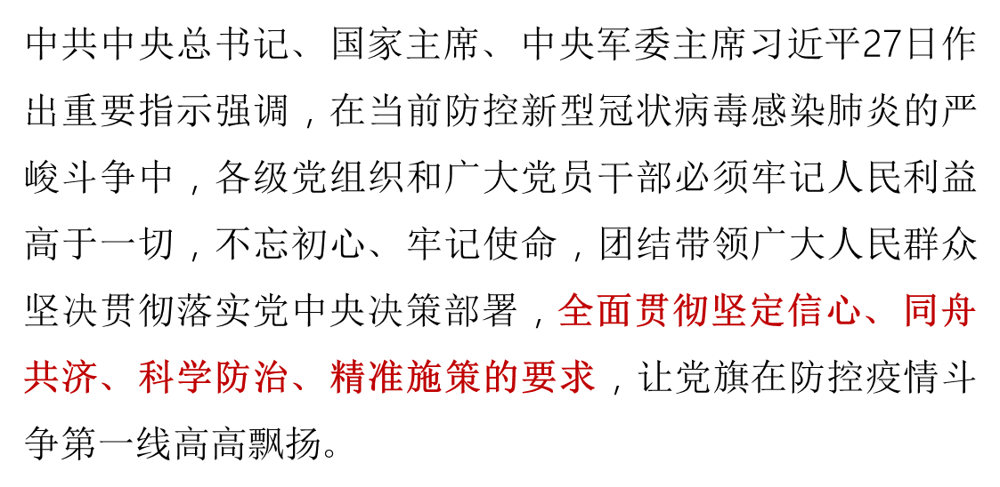 中共中央总书记、国家主席、中央军委主席习近平27日作
出重要指示强调，在当前防控新型冠状病毒感染肺炎的严
峻斗争中，各级党组织和广大党员干部必须牢记人民利益
高于一切，不忘初心、牢记使命，团结带领广大人民群众
坚决贯彻落实党中央决策部署，全面贯彻坚定信心、同舟
共济、科学防治、精准施策的要求，让党旗在防控疫情斗
争第一线高高飘扬。